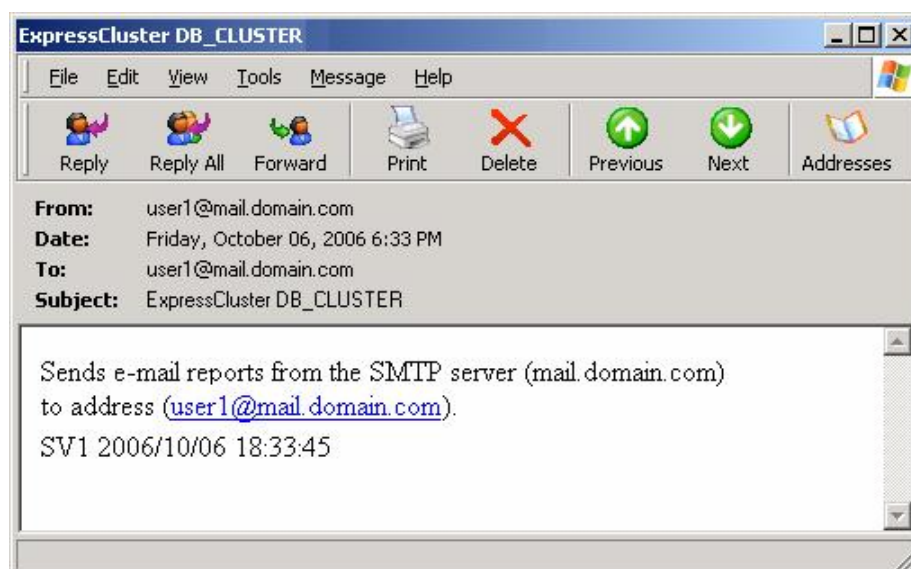 ExpressCluster DB_CLUSTER
File Edit View Tools Message Help
Reply Reply All Forward Print Delete Previous Next Addresses
From: user1@mail.domain.com
Date: Friday, October 06, 2006 6:33 PM
To: user1@mail.domain.com
Subject: ExpressCluster DB_CLUSTER
Sends e-mail reports from the SMTP server (mail.domain.com)
to address (user1@mail.domain.com).
SV1 2006/10/06 18:33:45